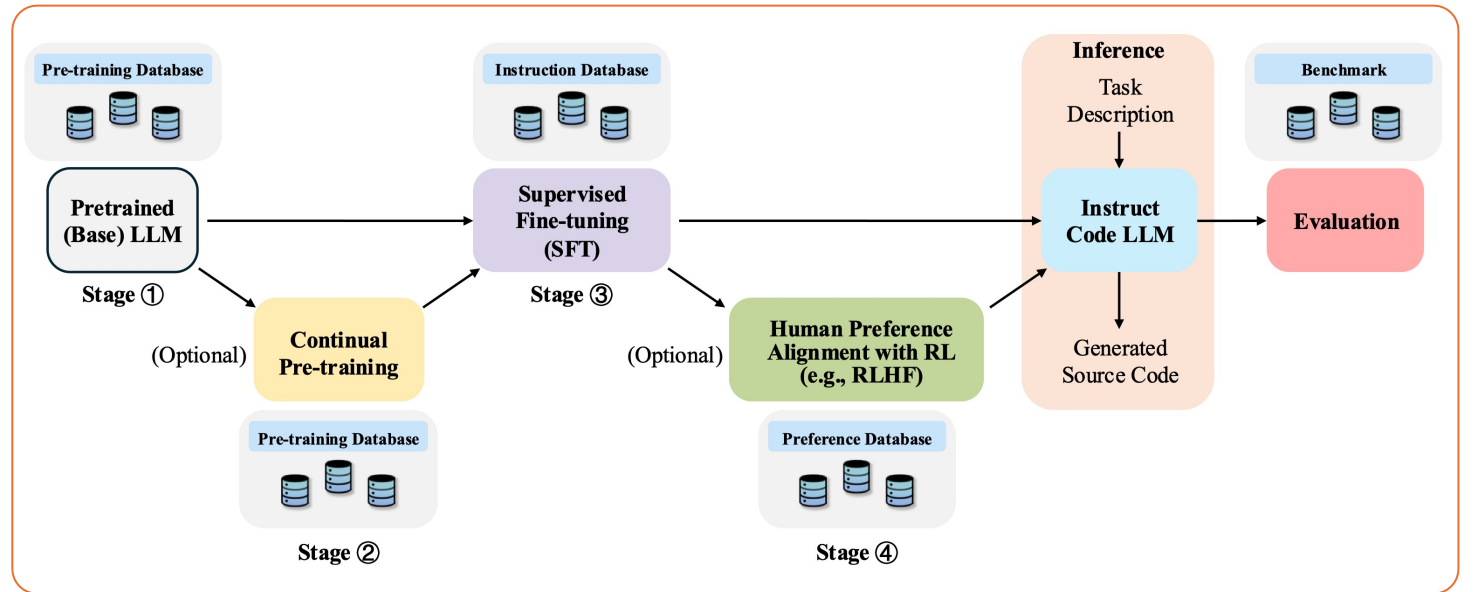 Pre-training Database
Pretrained
(Base) LLM
Stage ①
(Optional)
Continual
Pre-training
Pre-training Database
Stage ②
Instruction Database
Supervised
Fine-tuning
(SFT)
Stage ③
(Optional)
Human Preference
Alignment with RL
(e.g., RLHF)
Preference Database
Stage ④
Inference
Task
Description
Instruct
Code LLM
Generated
Source Code
Benchmark
Evaluation